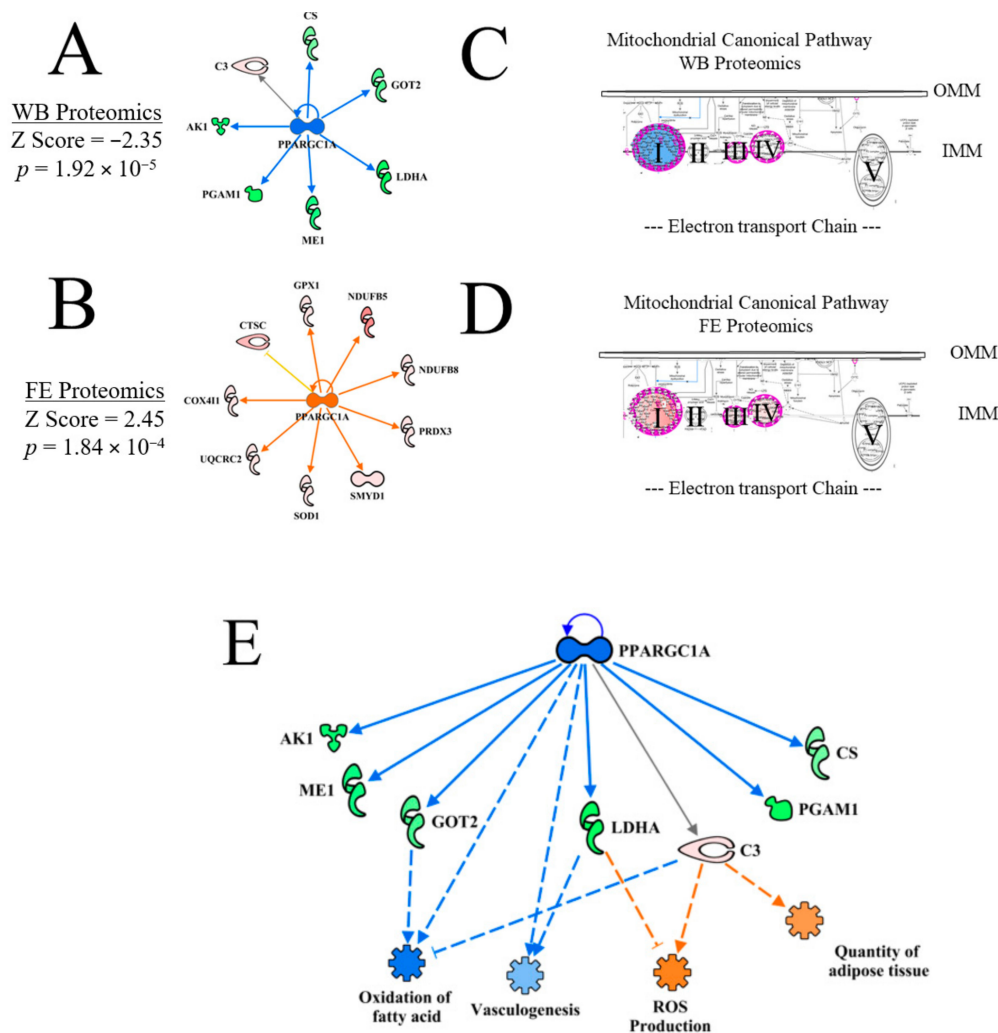 A
WB Proteomics
Z Score = −2.35
p = 1.92 × 10⁻⁵
CS
C3
GOT2
AK1
PPARGC1A
LDHA
PGAM1
ME1
B
FE Proteomics
Z Score = 2.45
p = 1.84 × 10⁻⁴
GPX1
NDUFB5
CTSC
NDUFB8
COX4I1
PPARGC1A
PRDX3
UQCRC2
SMYD1
SOD1
C
Mitochondrial Canonical Pathway
WB Proteomics
OMM
I II III IV
V
IMM
--- Electron transport Chain ---
D
Mitochondrial Canonical Pathway
FE Proteomics
OMM
I II III IV
V
IMM
--- Electron transport Chain ---
E
PPARGC1A
AK1
CS
ME1
PGAM1
GOT2
LDHA
C3
Oxidation of
fatty acid
Vasculogenesis
ROS
Production
Quantity of
adipose tissue